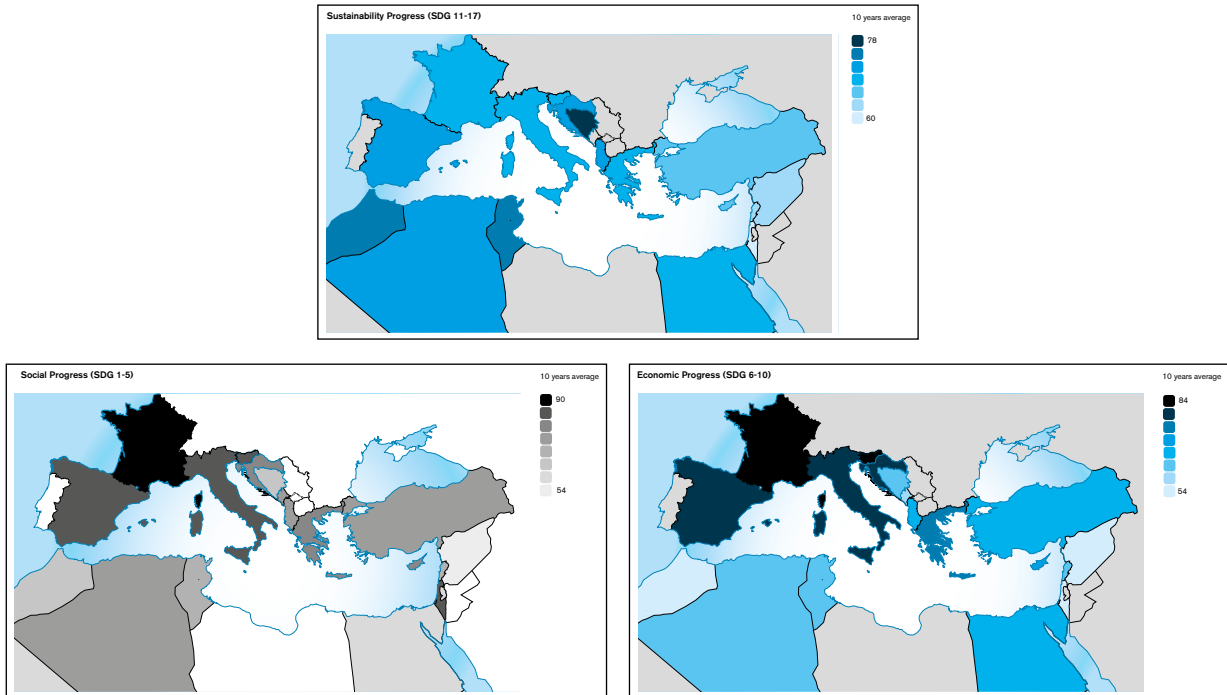 Sustainability Progress (SDG 11-17)
10 years average
78
60
Social Progress (SDG 1-5)
10 years average
90
54
Economic Progress (SDG 6-10)
10 years average
84
54